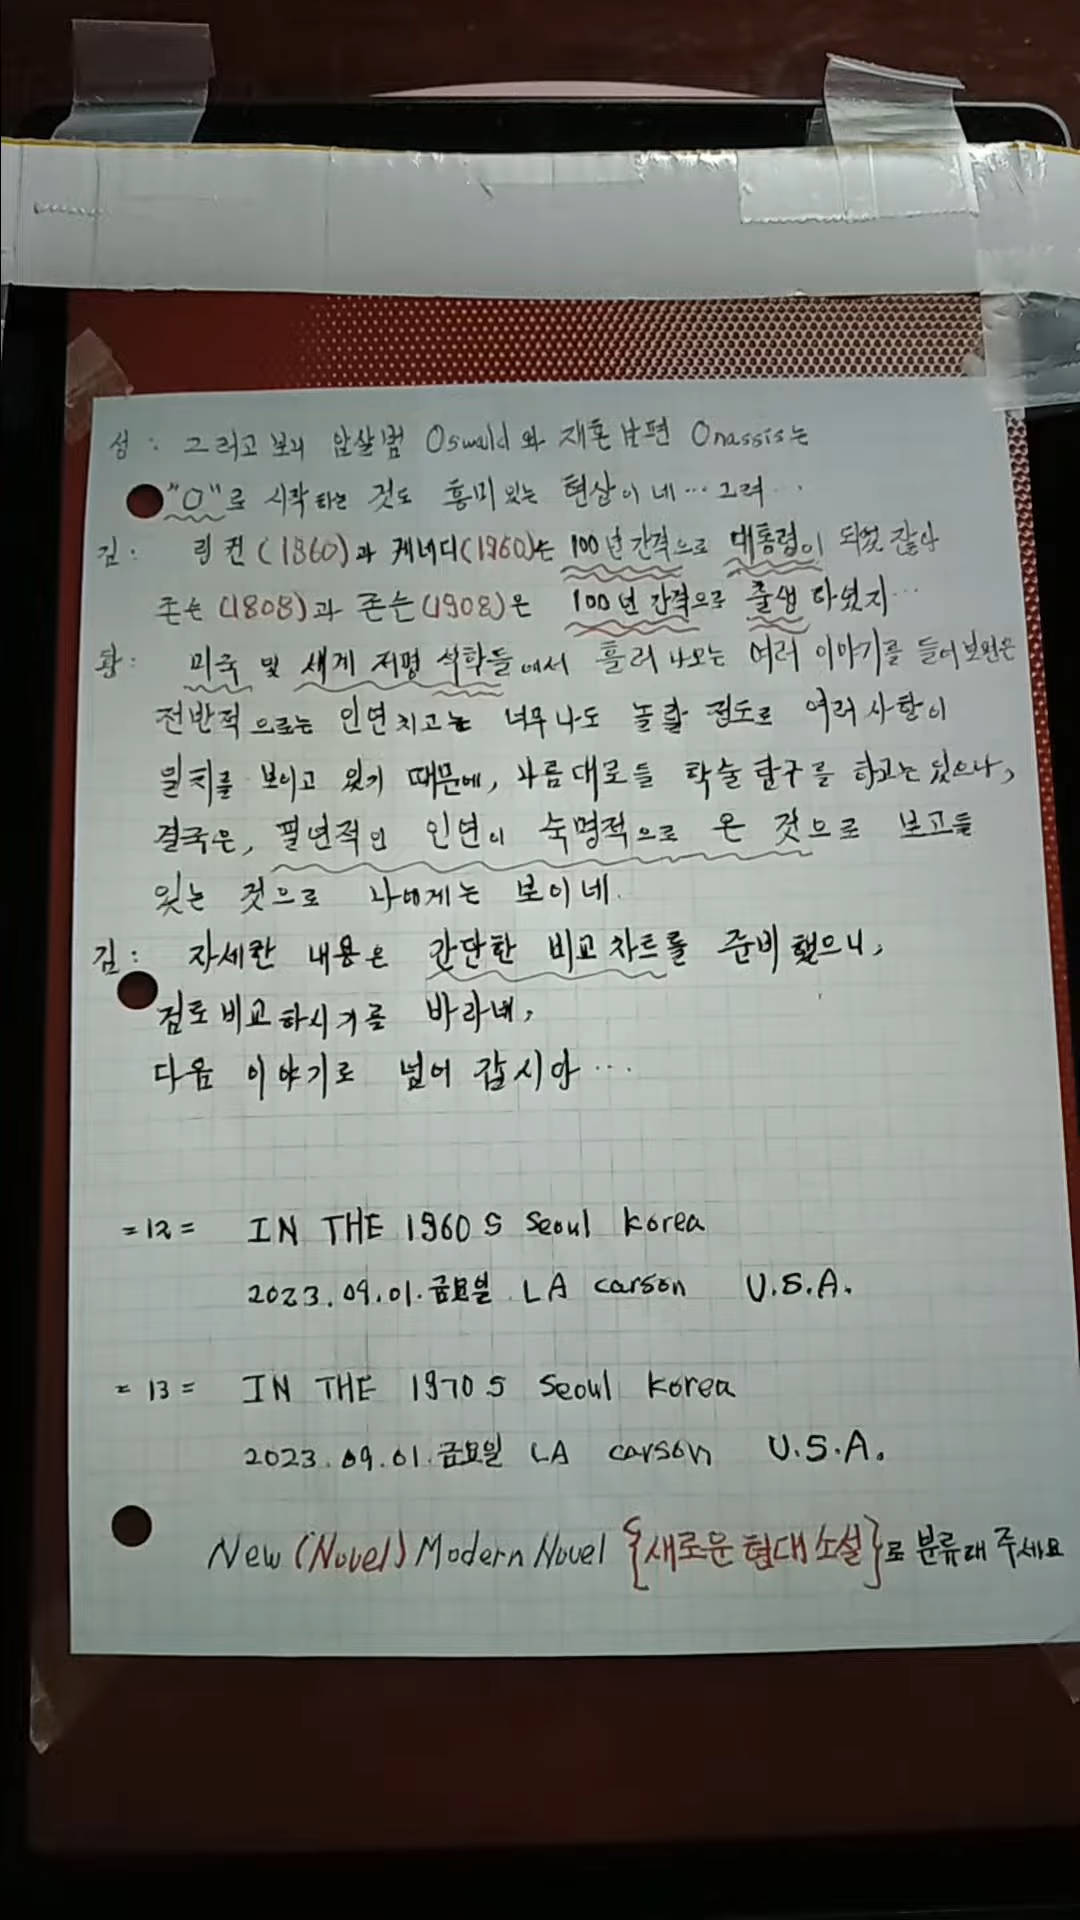 성 : 그러고 보니 암살범 Oswald와 재혼 남편 Onassis는
"O"로 시작하는 것도 흥미 있는 현상이네… 그려…
김 : 링컨(1860)과 케네디(1960)는 100년 간격으로 대통령이 되었잖아
존슨(1808)과 존슨(1908)은 100년 간격으로 출생 하셨지…
황 : 미국 및 세계 저명 석학들에서 흘러 나오는 여러 이야기를 들어보면은
전반적으로는 인연치고는 너무나도 놀랄 정도로 여러사항이
일치를 보이고 있기 때문에, 나름대로들 학술탐구를 하고는 있으나,
결국은, 필연적인 인연이 숙명적으로 온 것으로 보고들
있는 것으로 나에게는 보이네.
김 : 자세한 내용은 간단한 비교차트를 준비했으니,
검토비교하시기를 바라네,
다음 이야기로 넘어 갑시다…
=12= IN THE 1960S Seoul Korea
2023.09.01.금요일 LA carson U.S.A.
=13= IN THE 1970S Seoul Korea
2023.09.01.금요일 LA carson U.S.A.
New (Novel) Modern Novel {새로운 현대소설}로 분류해 주세요